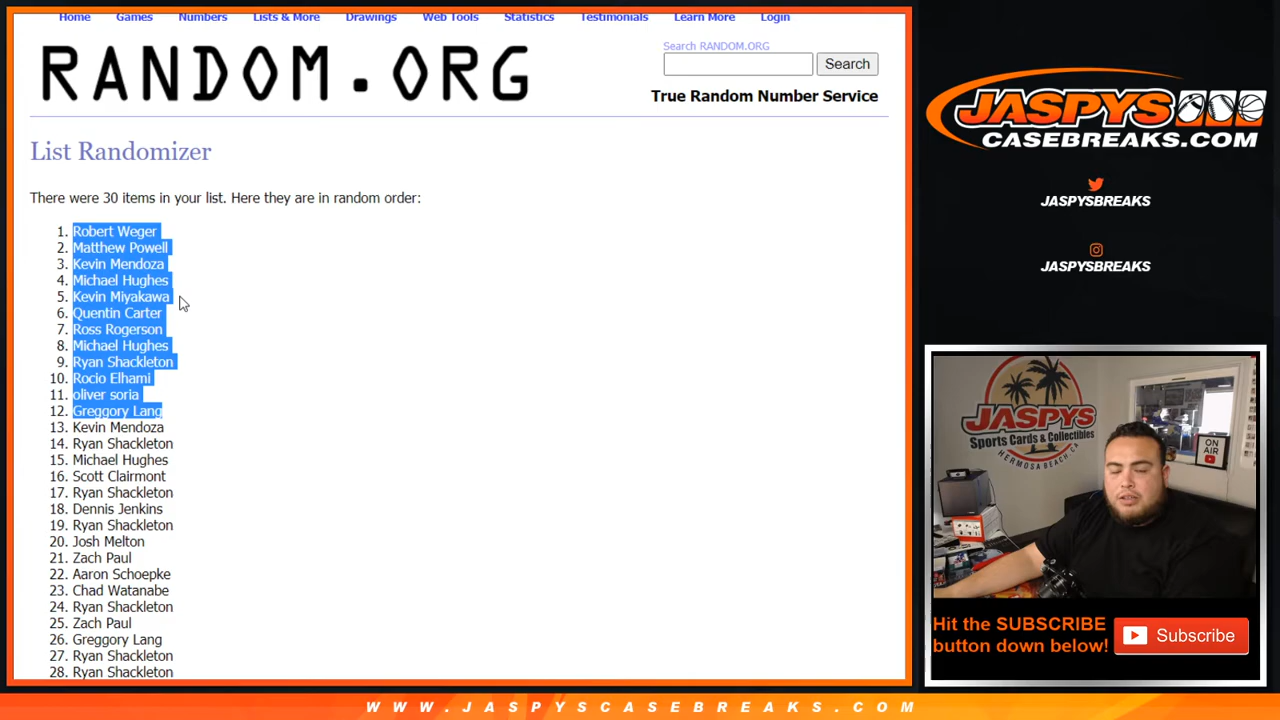 Home Games Numbers Lists & More Drawings Web Tools Statistics Testimonials Learn More Login
RANDOM.ORG
Search RANDOM.ORG
Search
True Random Number Service
List Randomizer
There were 30 items in your list. Here they are in random order:
1. Robert Weger
2. Matthew Powell
3. Kevin Mendoza
4. Michael Hughes
5. Kevin Miyakawa
6. Quentin Carter
7. Ross Rogerson
8. Michael Hughes
9. Ryan Shackleton
10. Rocio Elhami
11. oliver soria
12. Greggory Lang
13. Kevin Mendoza
14. Ryan Shackleton
15. Michael Hughes
16. Scott Clairmont
17. Ryan Shackleton
18. Dennis Jenkins
19. Ryan Shackleton
20. Josh Melton
21. Zach Paul
22. Aaron Schoepke
23. Chad Watanabe
24. Ryan Shackleton
25. Zach Paul
26. Greggory Lang
27. Ryan Shackleton
28. Ryan Shackleton
JASPYS
CASEBREAKS.COM
JASPYSBREAKS
JASPYSBREAKS
JASPYS
Sports Cards & Collectibles
HERMOSA BEACH, CA
ON AIR
Hit the SUBSCRIBE
button down below!
Subscribe
WWW.JASPYSCASEBREAKS.COM